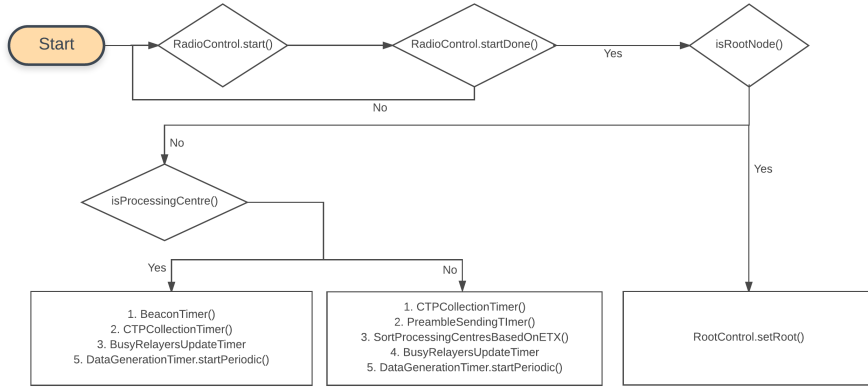 Start
RadioControl.start()
RadioControl.startDone()
Yes
isRootNode()
No
No
Yes
isProcessingCentre()
Yes
No
1. BeaconTimer()
2. CTPCollectionTimer()
3. BusyRelayersUpdateTimer
5. DataGenerationTimer.startPeriodic()
1. CTPCollectionTimer()
2. PreambleSendingTImer()
3. SortProcessingCentresBasedOnETX()
4. BusyRelayersUpdateTimer
5. DataGenerationTimer.startPeriodic()
RootControl.setRoot()